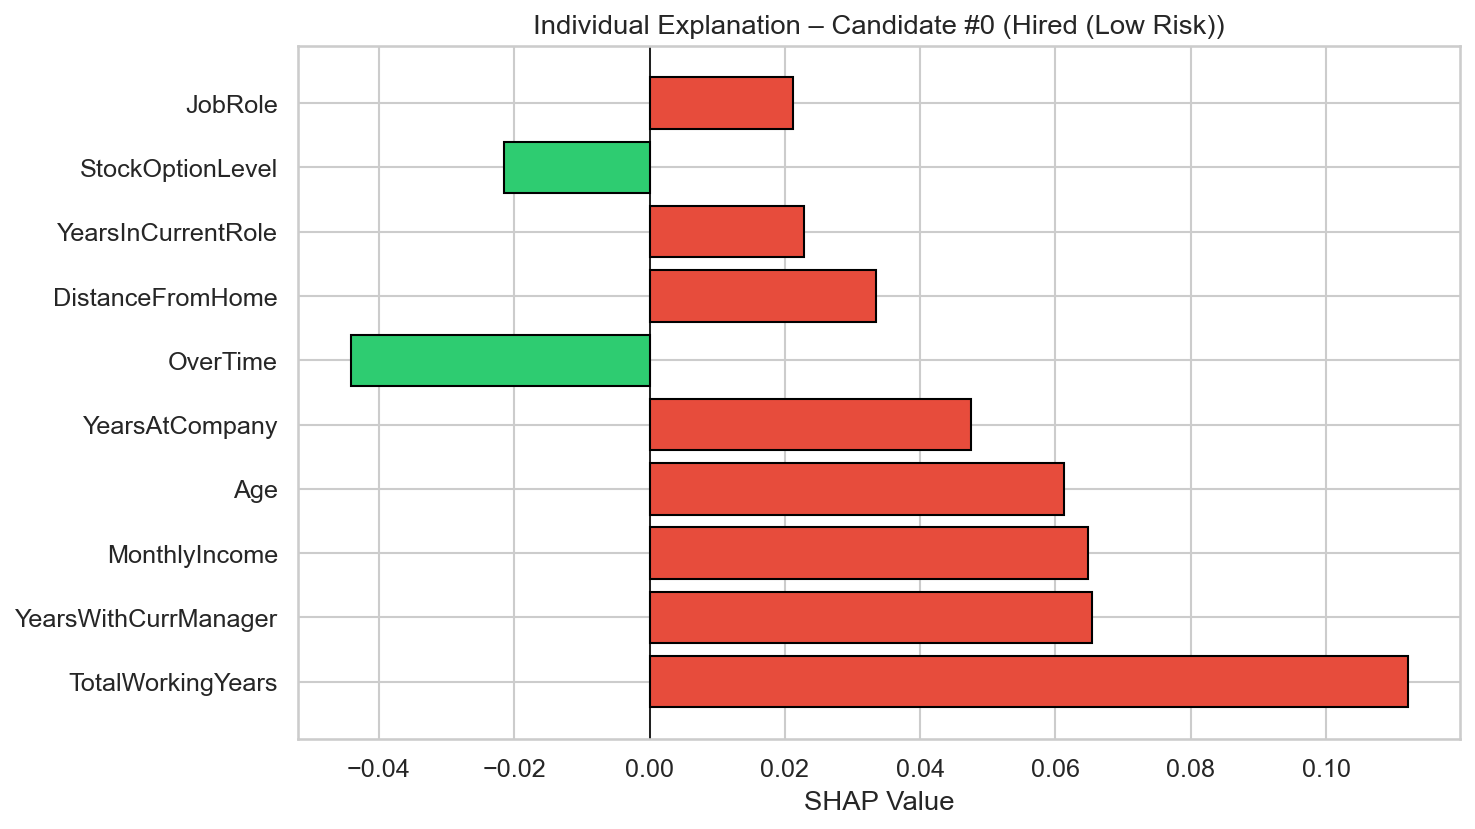 Individual Explanation – Candidate #0 (Hired (Low Risk))
JobRole
StockOptionLevel
YearsInCurrentRole
DistanceFromHome
OverTime
YearsAtCompany
Age
MonthlyIncome
YearsWithCurrManager
TotalWorkingYears
−0.04 −0.02 0.00 0.02 0.04 0.06 0.08 0.10
SHAP Value